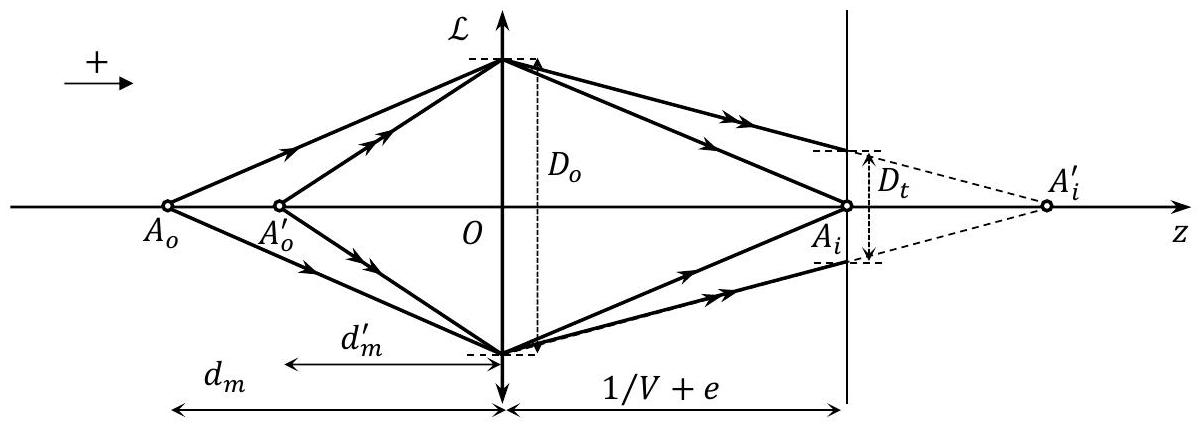 ℒ
+
D_o
D_t
A'_i
A_o
A'_o
O
A_i
z
d'_m
d_m
1/V + e